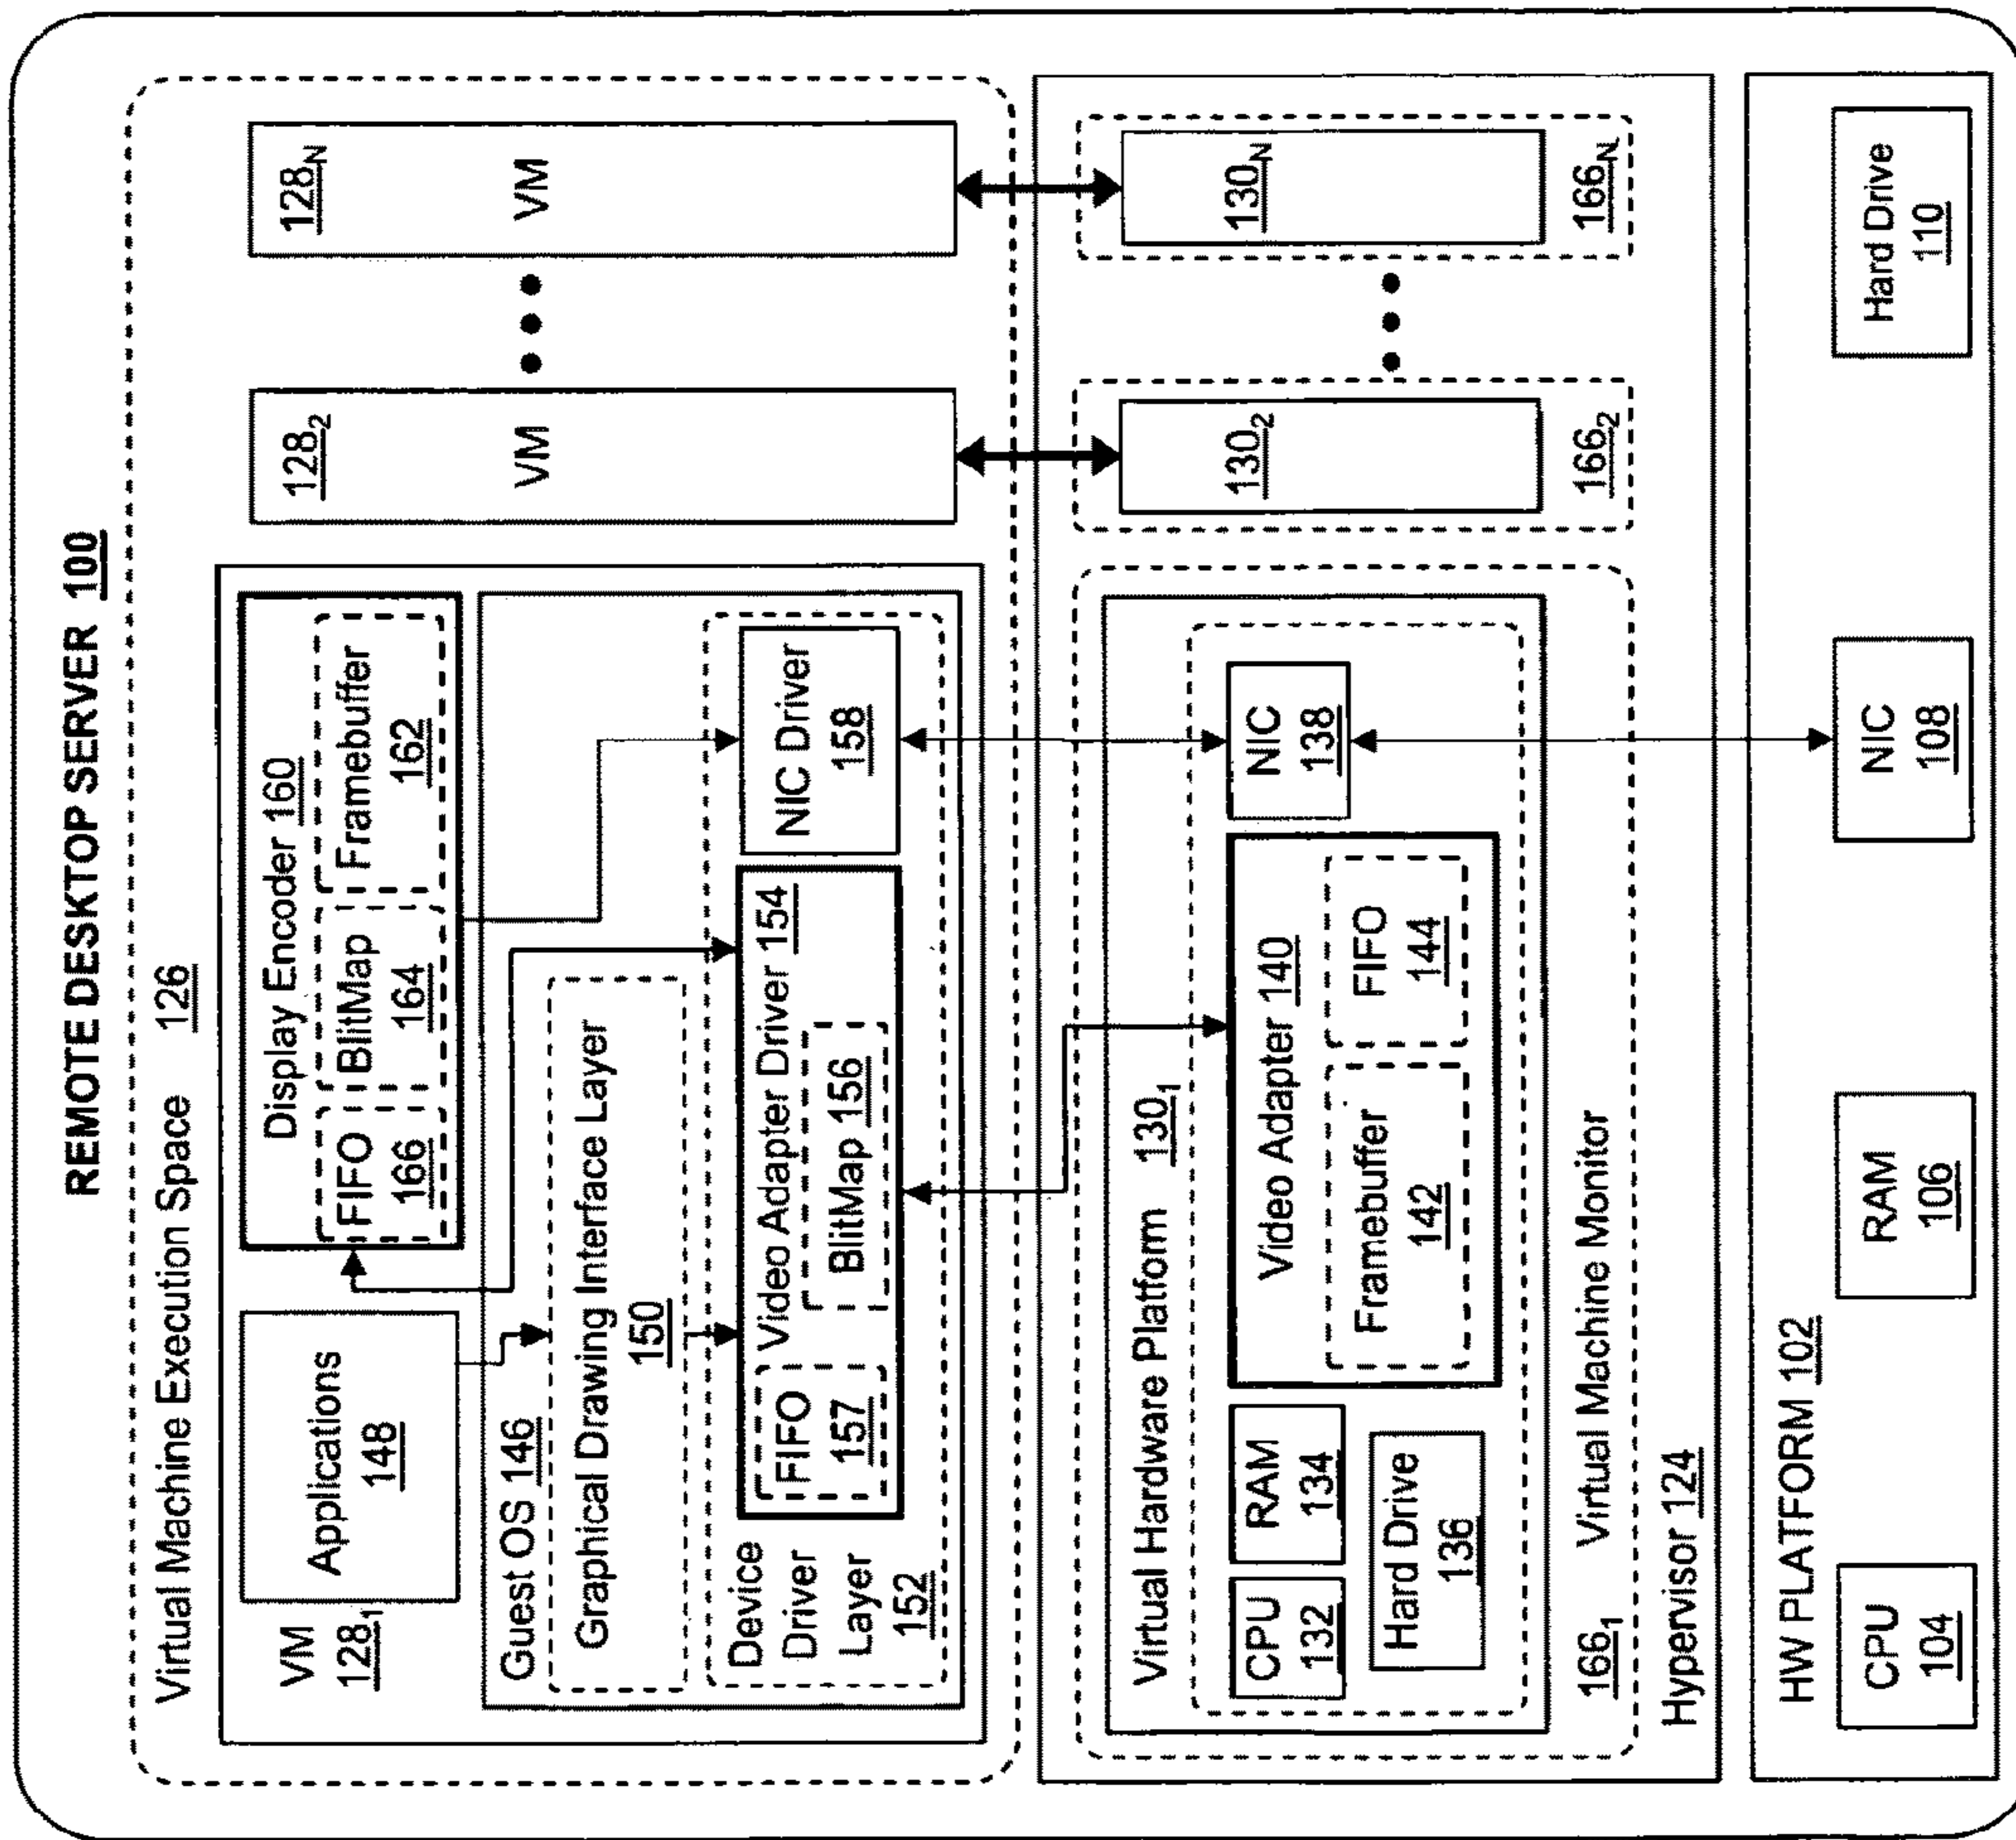 REMOTE DESKTOP SERVER 100
Virtual Machine Execution Space 126
VM
128₁
Applications
148
Display Encoder 160
FIFO
166
BlitMap
164
Framebuffer
162
Guest OS 146
Graphical Drawing Interface Layer
150
Device
Driver
Layer
152
Video Adapter Driver 154
FIFO
157
BlitMap 156
NIC Driver
158
128₂
VM
128N
VM
Virtual Hardware Platform 130₁
CPU
132
RAM
134
Hard Drive
136
Video Adapter 140
Framebuffer
142
FIFO
144
NIC
138
166₁ Virtual Machine Monitor
130₂
166₂
130N
166N
Hypervisor 124
HW PLATFORM 102
CPU
104
RAM
106
NIC
108
Hard Drive
110